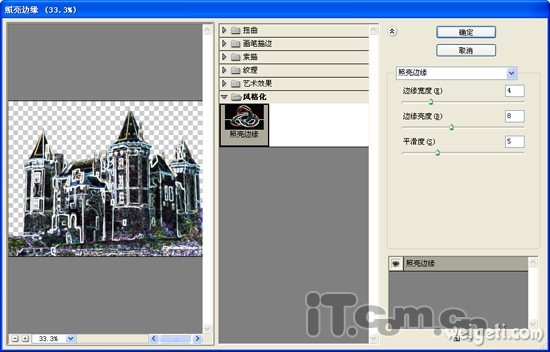 照亮边缘 (33.3%)
扭曲
画笔描边
素描
纹理
艺术效果
风格化
照亮边缘
确定
取消
照亮边缘
边缘宽度(E) 4
边缘亮度(B) 8
平滑度(S) 5
照亮边缘
33.3%
iT.com.cn
weigeti.com